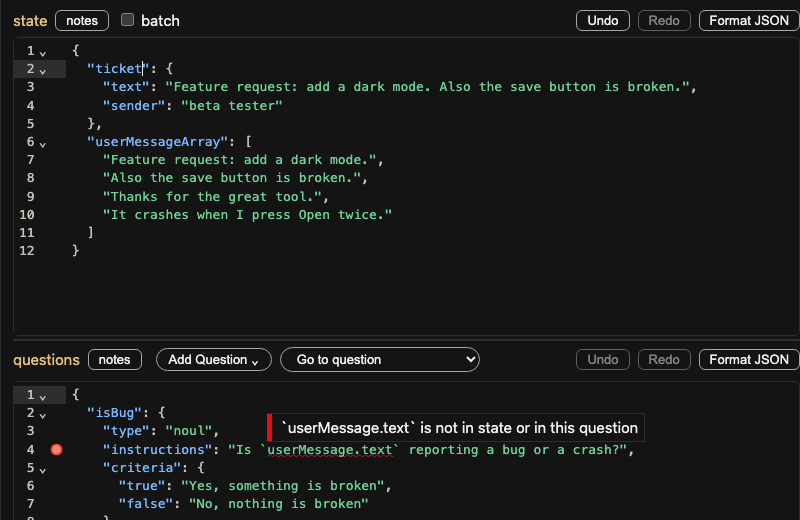 state notes batch Undo Redo Format JSON
1 {
2 "ticket": {
3 "text": "Feature request: add a dark mode. Also the save button is broken.",
4 "sender": "beta tester"
5 },
6 "userMessageArray": [
7 "Feature request: add a dark mode.",
8 "Also the save button is broken.",
9 "Thanks for the great tool.",
10 "It crashes when I press Open twice."
11 ]
12 }
questions notes Add Question Go to question Undo Redo Format JSON
1 {
2 "isBug": {
3 "type": "noul",
`userMessage.text` is not in state or in this question
4 "instructions": "Is `userMessage.text` reporting a bug or a crash?",
5 "criteria": {
6 "true": "Yes, something is broken",
7 "false": "No, nothing is broken"